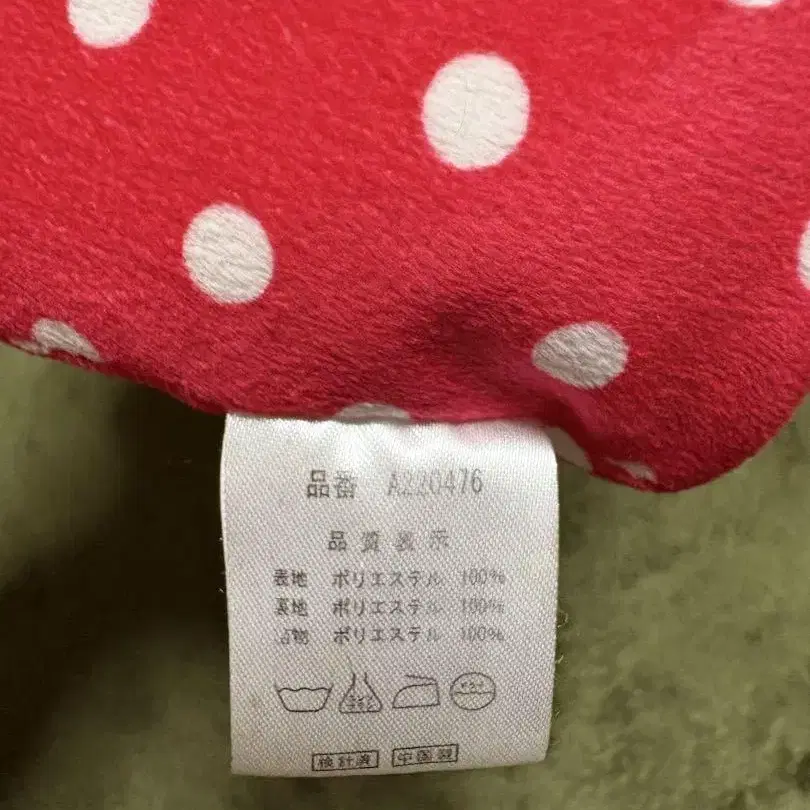 品番 A220476
品質表示
表地 ポリエステル 100%
裏地 ポリエステル 100%
詰物 ポリエステル 100%
検針済 中国製